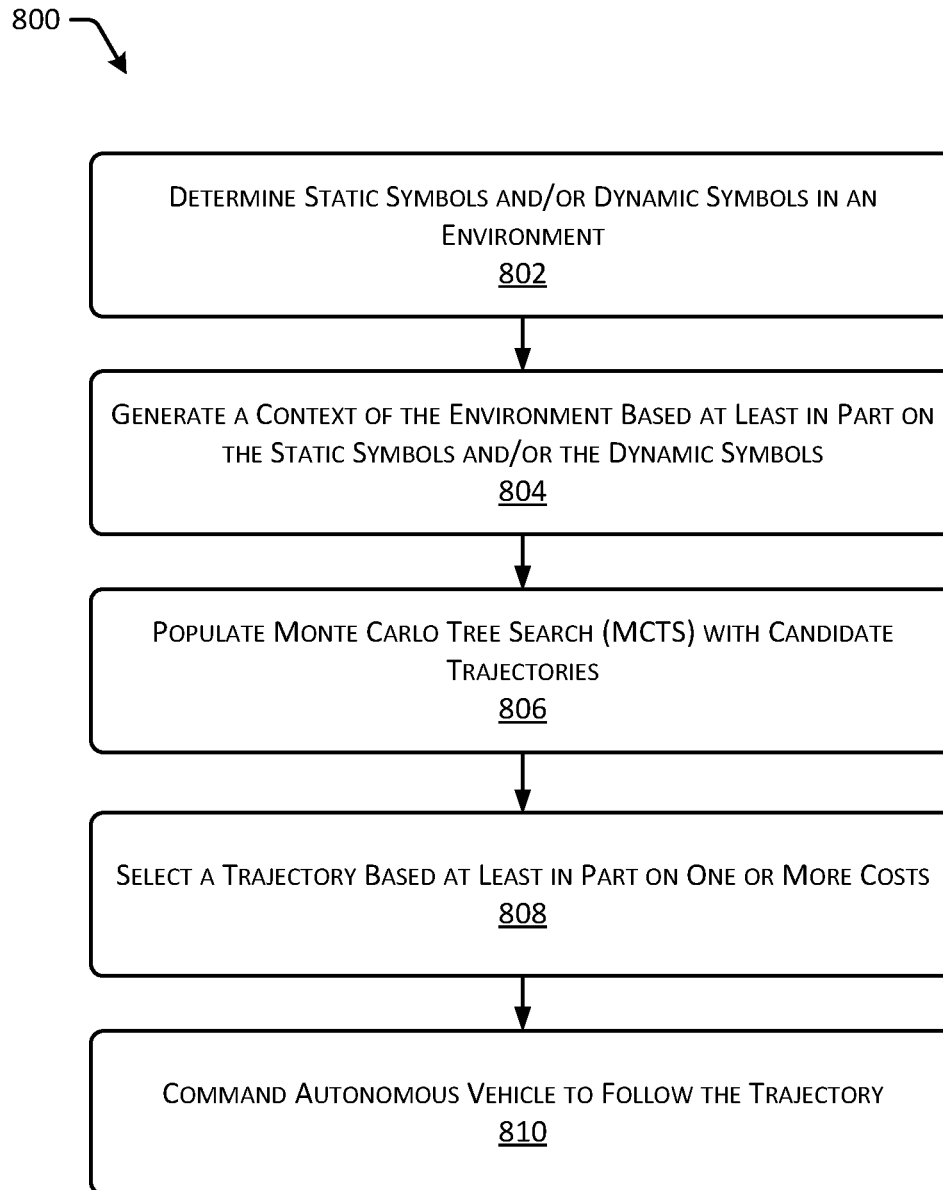 800
DETERMINE STATIC SYMBOLS AND/OR DYNAMIC SYMBOLS IN AN
ENVIRONMENT
802
GENERATE A CONTEXT OF THE ENVIRONMENT BASED AT LEAST IN PART ON
THE STATIC SYMBOLS AND/OR THE DYNAMIC SYMBOLS
804
POPULATE MONTE CARLO TREE SEARCH (MCTS) WITH CANDIDATE
TRAJECTORIES
806
SELECT A TRAJECTORY BASED AT LEAST IN PART ON ONE OR MORE COSTS
808
COMMAND AUTONOMOUS VEHICLE TO FOLLOW THE TRAJECTORY
810